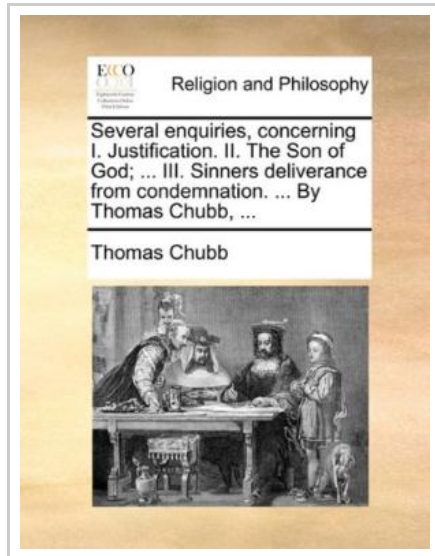 ECCO
Religion and Philosophy
Several enquiries, concerning
I. Justification. II. The Son of
God; ... III. Sinners deliverance
from condemnation. ... By
Thomas Chubb, ...
Thomas Chubb